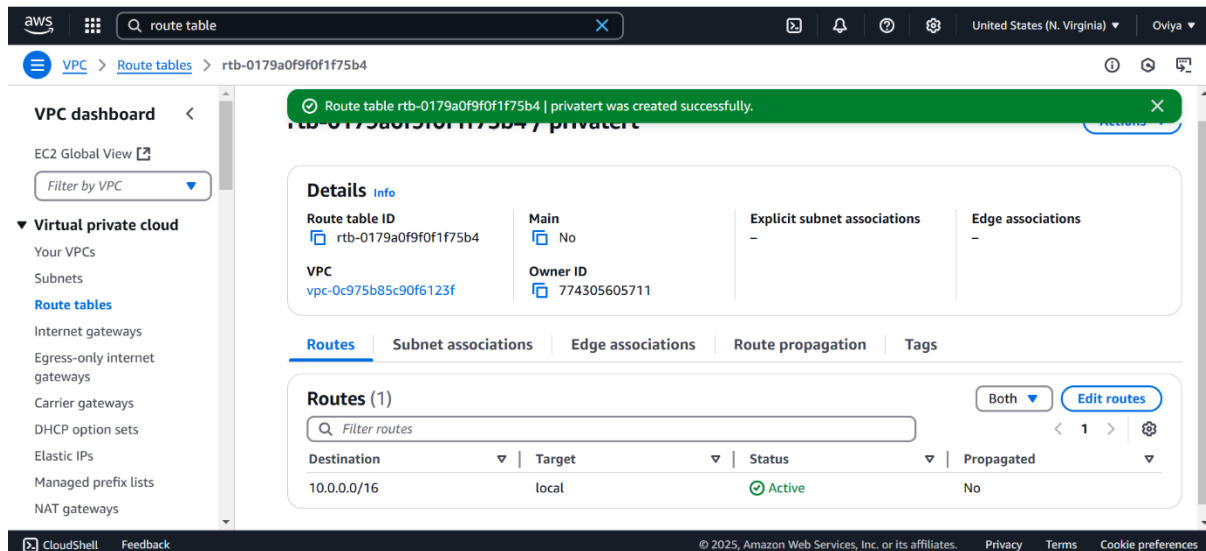 aws
route table
United States (N. Virginia) ▼
Oviya ▼
VPC > Route tables > rtb-0179a0f9f0f1f75b4
VPC dashboard
EC2 Global View
Filter by VPC
Virtual private cloud
Your VPCs
Subnets
Route tables
Internet gateways
Egress-only internet
gateways
Carrier gateways
DHCP option sets
Elastic IPs
Managed prefix lists
NAT gateways
Route table rtb-0179a0f9f0f1f75b4 | privatert was created successfully.
rtb-0179a0f9f0f1f75b4 / privatert
Actions
Details Info
Route table ID
rtb-0179a0f9f0f1f75b4
Main
No
Explicit subnet associations
–
Edge associations
–
VPC
vpc-0c975b85c90f6123f
Owner ID
774305605711
Routes
Subnet associations
Edge associations
Route propagation
Tags
Routes (1)
Both
Edit routes
Filter routes
1
Destination
Target
Status
Propagated
10.0.0.0/16
local
Active
No
CloudShell
Feedback
© 2025, Amazon Web Services, Inc. or its affiliates.
Privacy
Terms
Cookie preferences